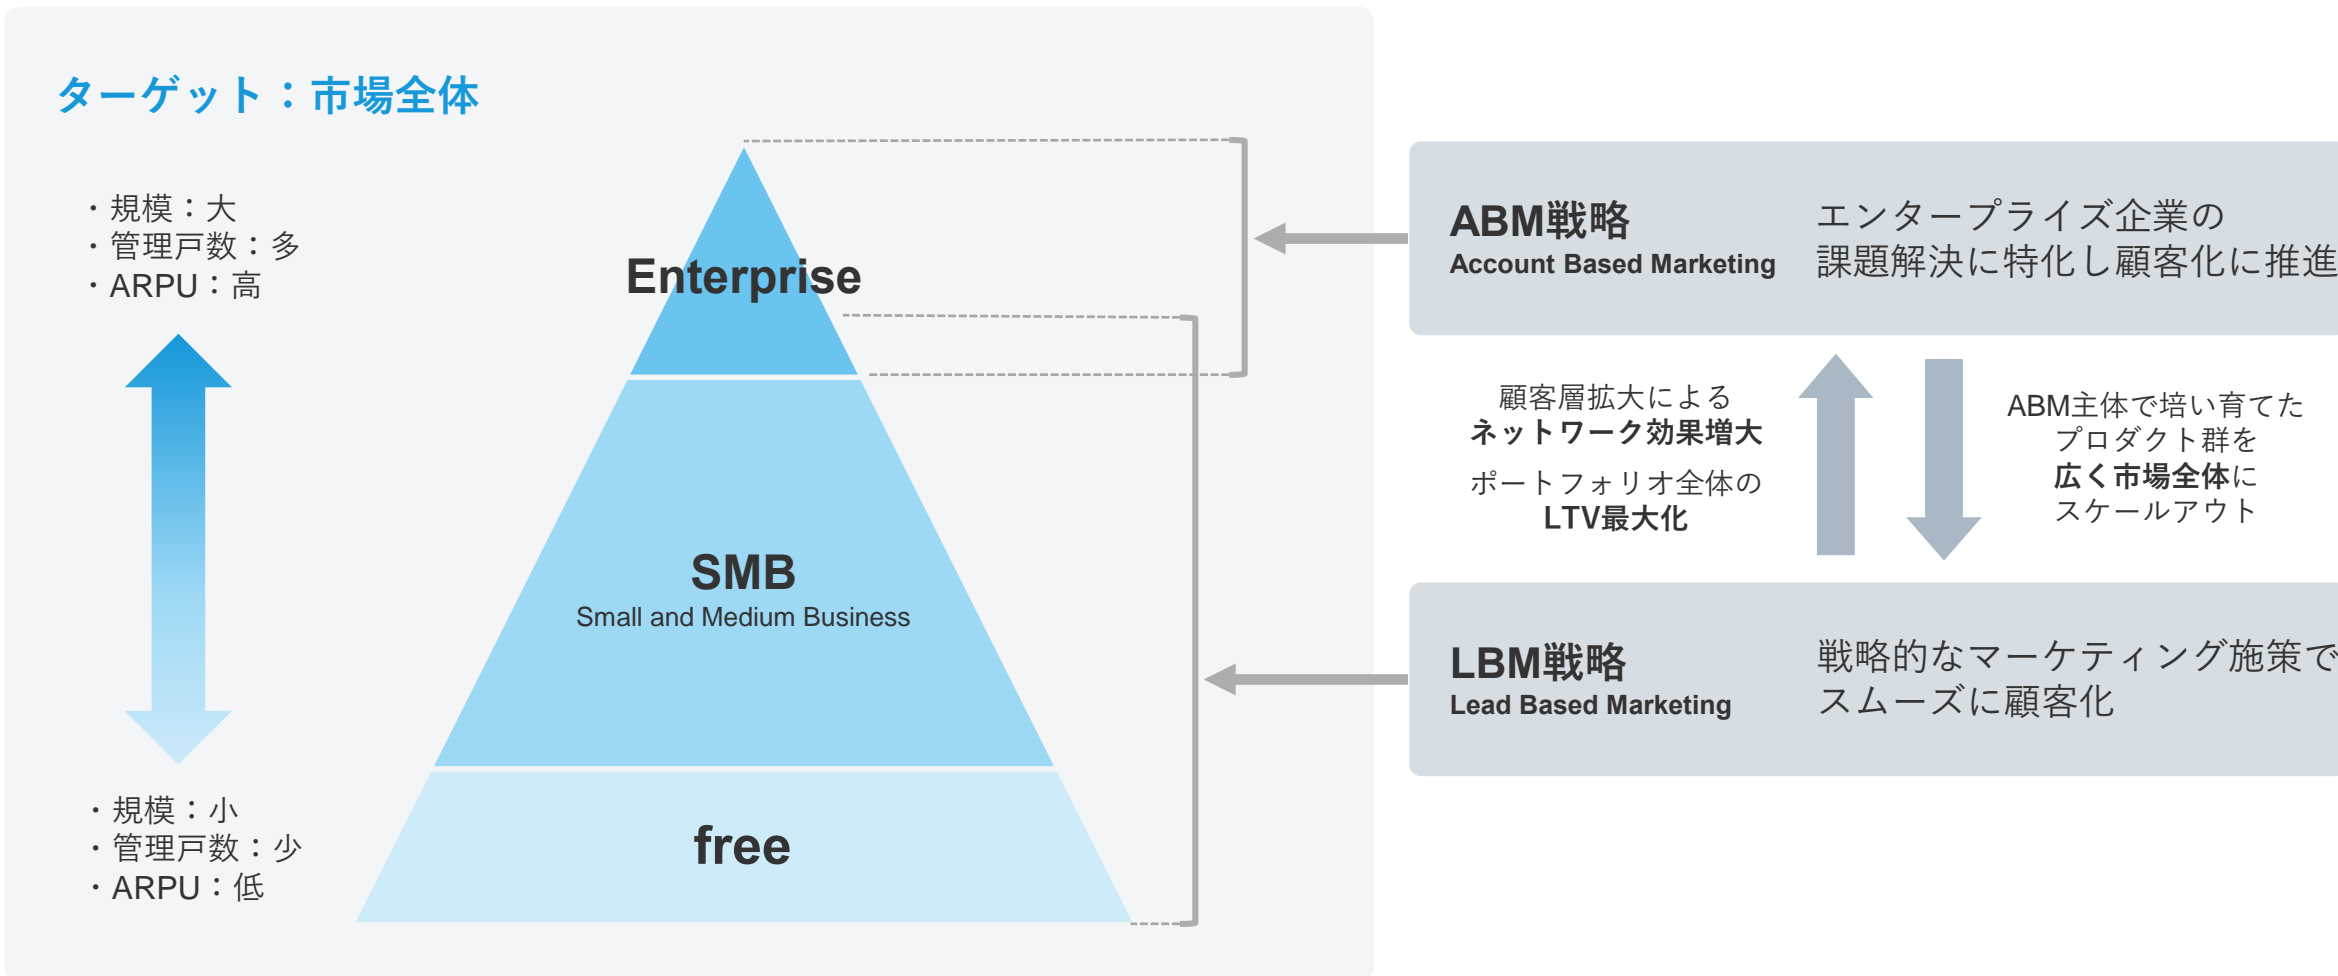 ターゲット：市場全体
・規模：大
・管理戸数：多
・ARPU：高
Enterprise
SMB
Small and Medium Business
free
・規模：小
・管理戸数：少
・ARPU：低
ABM戦略
Account Based Marketing
エンタープライズ企業の
課題解決に特化し顧客化に推進
顧客層拡大による
ネットワーク効果増大
ポートフォリオ全体の
LTV最大化
ABM主体で培い育てた
プロダクト群を
広く市場全体に
スケールアウト
LBM戦略
Lead Based Marketing
戦略的なマーケティング施策で
スムーズに顧客化